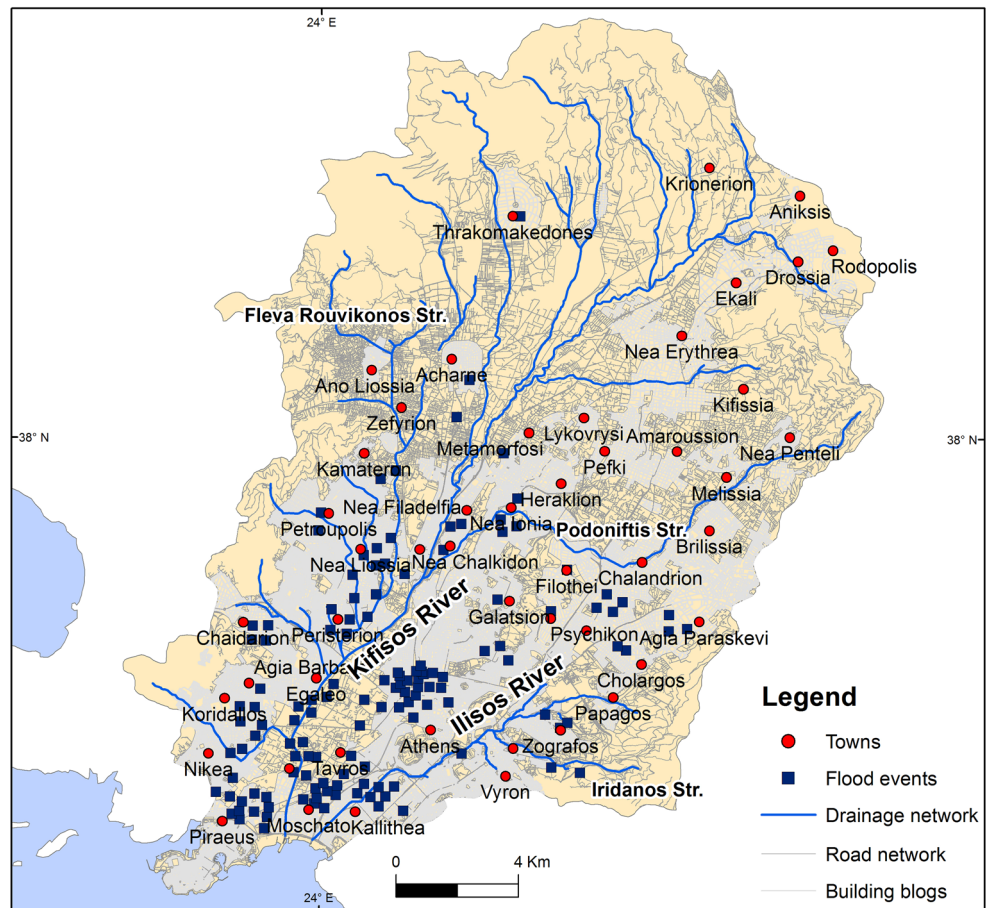 24° E
Krionerion
Aniksis
Thrakomakedones
Rodopolis
Drossia
Ekali
Fleva Rouvikonos Str.
Nea Erythrea
Acharne
Ano Liossia
Kifissia
Zefyrion
38° N
38° N
Lykovrysi
Amaroussion
Metamorfosi
Nea Penteli
Pefki
Kamateron
Melissia
Heraklion
Nea Filadelfia
Nea Ionia
Petroupolis
Podoniftis Str.
Brilissia
Nea Liossia
Nea Chalkidon
Filothei
Chalandrion
Galatsion
Chaidarion
Peristerion
Psychikon
Agia Paraskevi
Kifisos River
Agia Barba
Cholargos
Egaleo
Ilisos River
Koridallos
Papagos
Athens
Zografos
Nikea
Tavros
Vyron
Iridanos Str.
Moschato
Kallithea
Piraeus
Legend
Towns
Flood events
Drainage network
Road network
Building blogs
0
4 Km
24° E